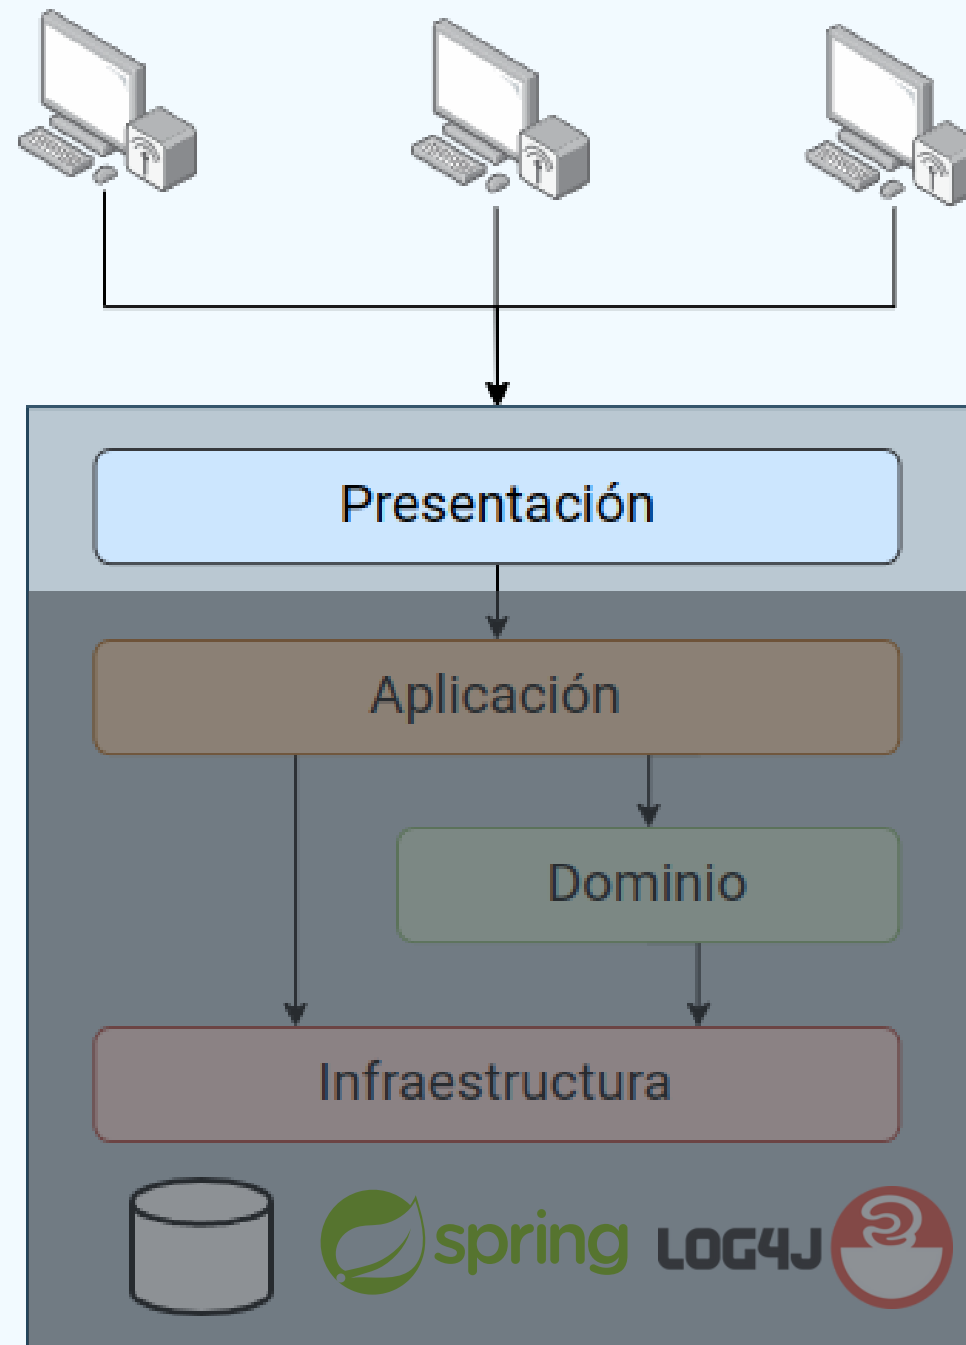 Presentación
Aplicación
Dominio
Infraestructura
spring LOG4J